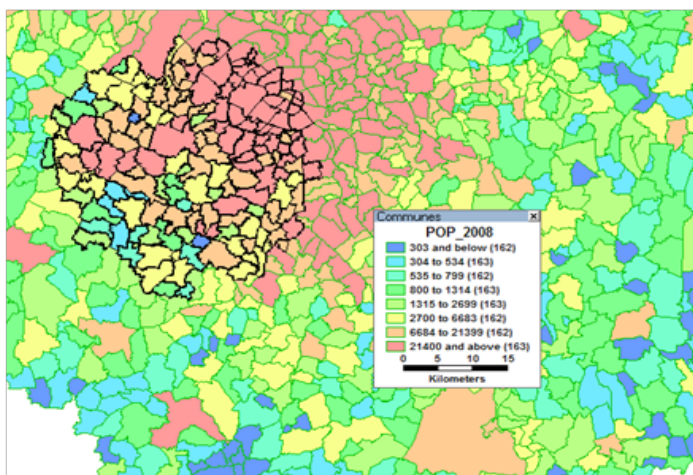 Communes
POP_2008
303 and below (162)
304 to 534 (163)
535 to 799 (162)
800 to 1314 (163)
1315 to 2699 (163)
2700 to 6683 (162)
6684 to 21399 (162)
21400 and above (163)
0 5 10 15
Kilometers